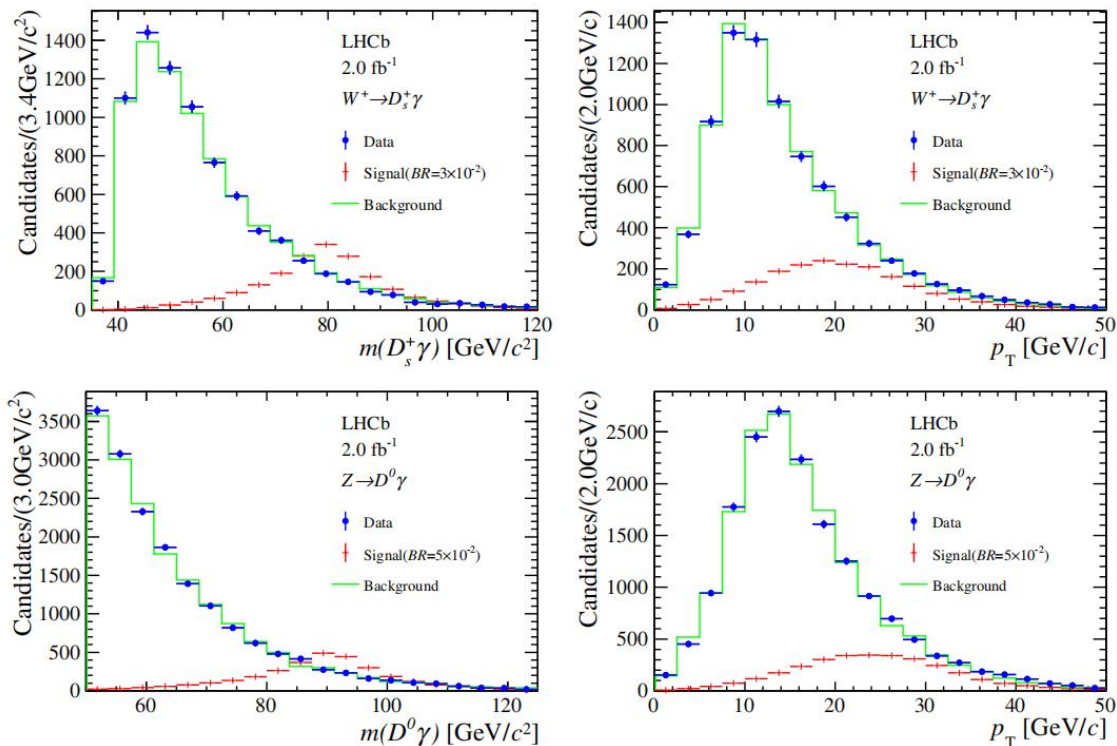 Candidates/(3.4GeV/c²)
1400
1200
1000
800
600
400
200
0
LHCb
2.0 fb⁻¹
W⁺→D_s⁺γ
Data
Signal(BR=3×10⁻²)
Background
40 60 80 100 120
m(D_s⁺γ) [GeV/c²]
Candidates/(2.0GeV/c)
1400
1200
1000
800
600
400
200
0
LHCb
2.0 fb⁻¹
W⁺→D_s⁺γ
Data
Signal(BR=3×10⁻²)
Background
0 10 20 30 40 50
p_T [GeV/c]
Candidates/(3.0GeV/c²)
3500
3000
2500
2000
1500
1000
500
0
LHCb
2.0 fb⁻¹
Z→D⁰γ
Data
Signal(BR=5×10⁻²)
Background
60 80 100 120
m(D⁰γ) [GeV/c²]
Candidates/(2.0GeV/c)
2500
2000
1500
1000
500
0
LHCb
2.0 fb⁻¹
Z→D⁰γ
Data
Signal(BR=5×10⁻²)
Background
0 10 20 30 40 50
p_T [GeV/c]